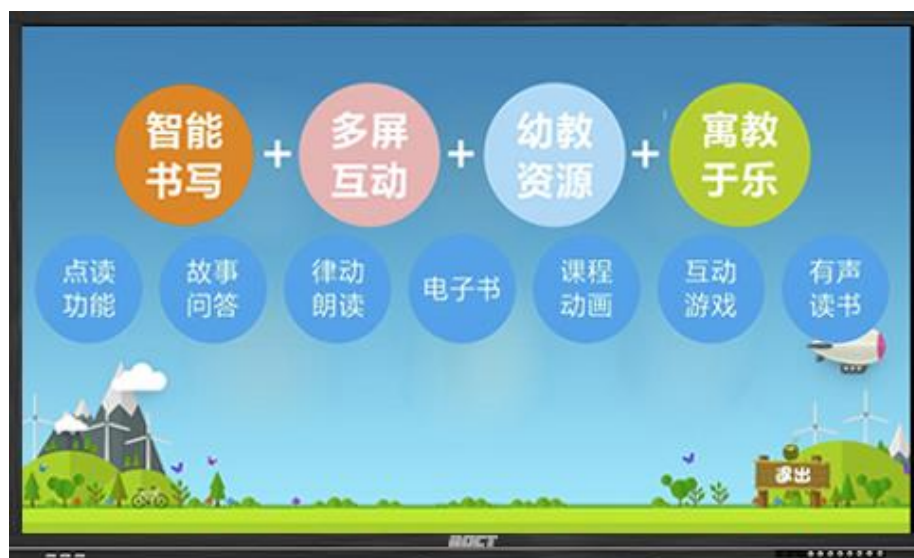 智能
书写
+
多屏
互动
+
幼教
资源
+
寓教
于乐
点读
功能
故事
问答
律动
朗读
电子书
课程
动画
互动
游戏
有声
读书
退出